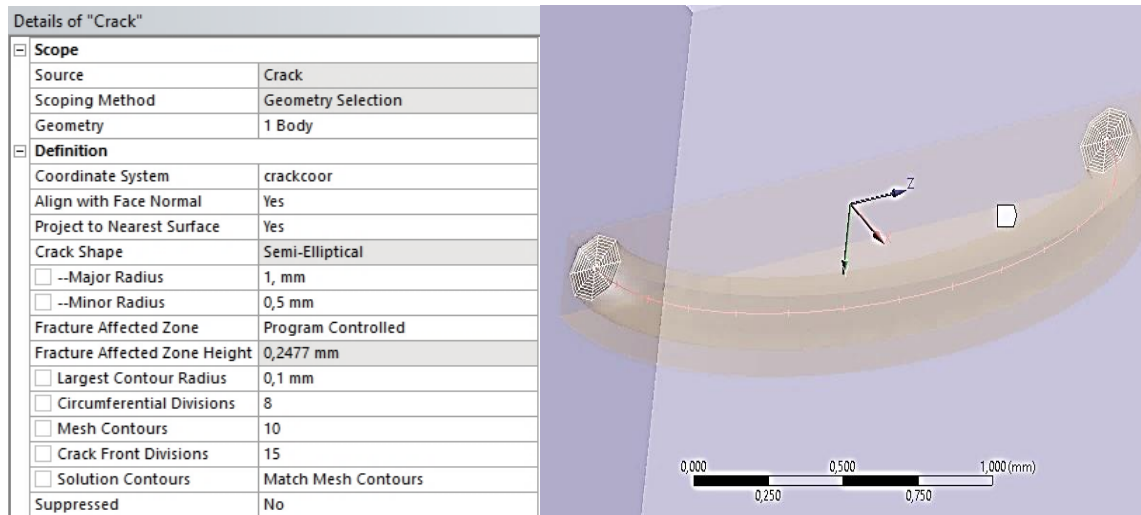 Details of "Crack"
Scope
Source Crack
Scoping Method Geometry Selection
Geometry 1 Body
Definition
Coordinate System crackcoor
Align with Face Normal Yes
Project to Nearest Surface Yes
Crack Shape Semi-Elliptical
--Major Radius 1, mm
--Minor Radius 0,5 mm
Fracture Affected Zone Program Controlled
Fracture Affected Zone Height 0,2477 mm
Largest Contour Radius 0,1 mm
Circumferential Divisions 8
Mesh Contours 10
Crack Front Divisions 15
Solution Contours Match Mesh Contours
Suppressed No
Z
0,000 0,500 1,000 (mm)
0,250 0,750